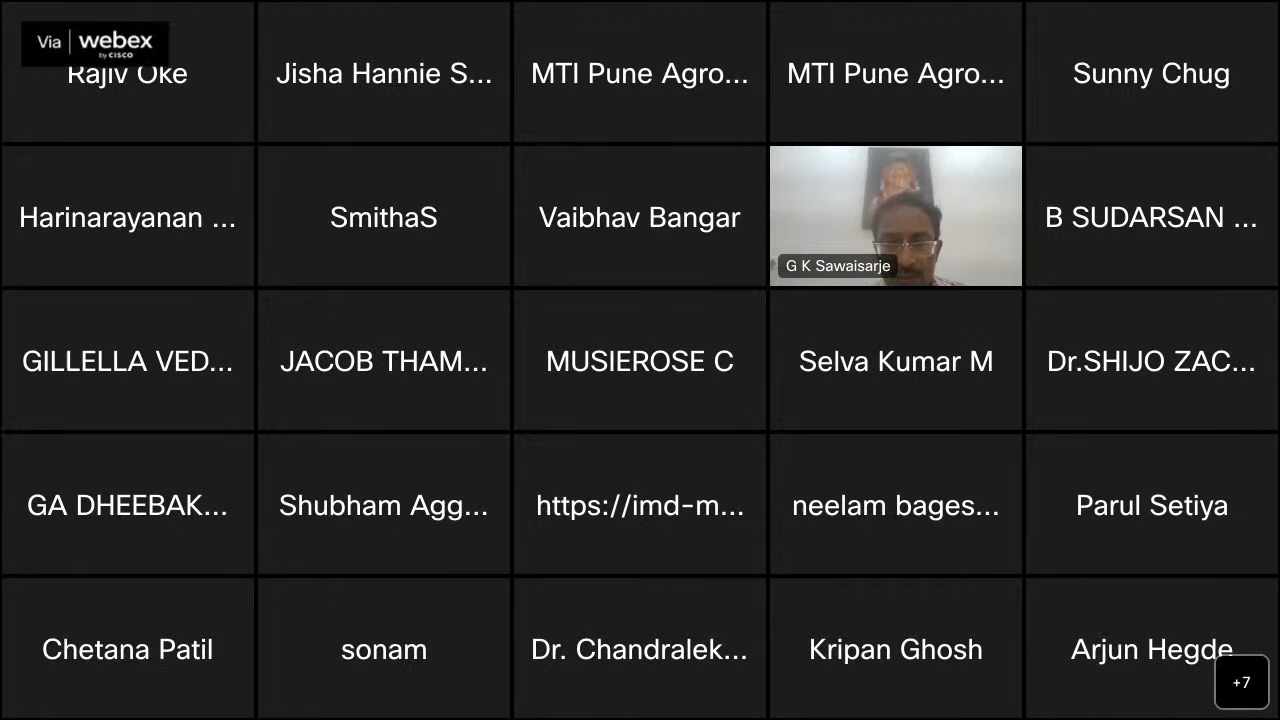 Via | webex
by CISCO
Rajiv Oke
Jisha Hannie S...
MTI Pune Agro...
MTI Pune Agro...
Sunny Chug
Harinarayanan ...
SmithaS
Vaibhav Bangar
G K Sawaisarje
B SUDARSAN ...
GILLELLA VED...
JACOB THAM...
MUSIEROSE C
Selva Kumar M
Dr.SHIJO ZAC...
GA DHEEBAK...
Shubham Agg...
https://imd-m...
neelam bages...
Parul Setiya
Chetana Patil
sonam
Dr. Chandralek...
Kripan Ghosh
Arjun Hegde
+7